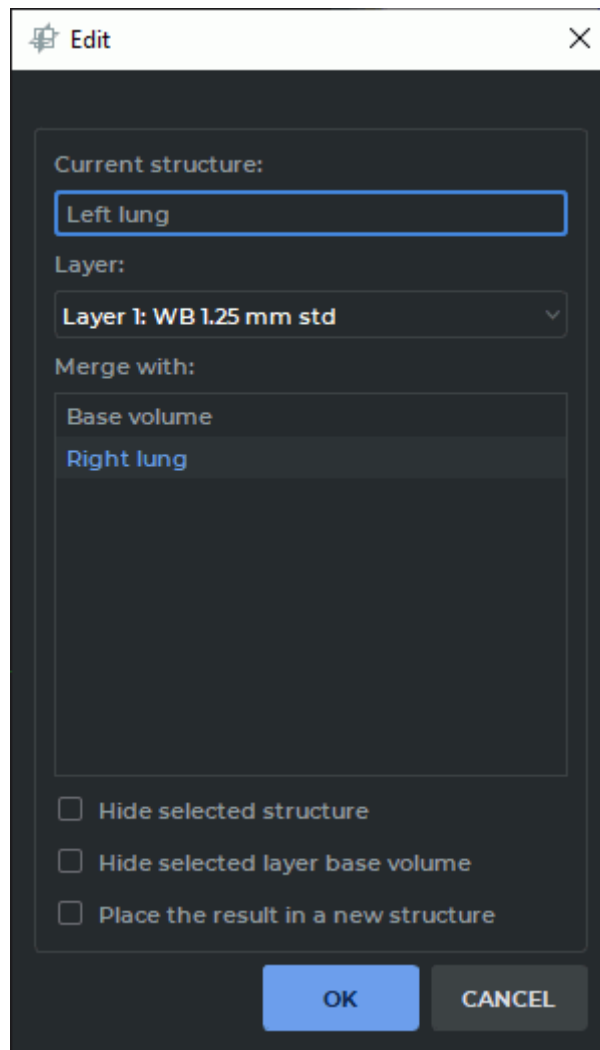 Edit
Current structure:
Left lung
Layer:
Layer 1: WB 1.25 mm std
Merge with:
Base volume
Right lung
Hide selected structure
Hide selected layer base volume
Place the result in a new structure
OK
CANCEL